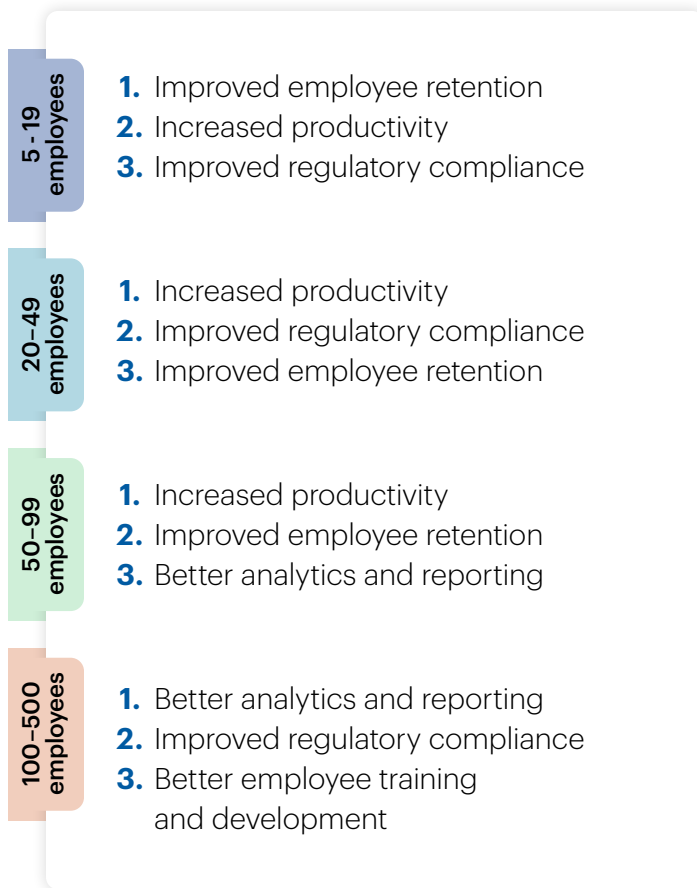 5 - 19
employees
1. Improved employee retention
2. Increased productivity
3. Improved regulatory compliance
20–49
employees
1. Increased productivity
2. Improved regulatory compliance
3. Improved employee retention
50–99
employees
1. Increased productivity
2. Improved employee retention
3. Better analytics and reporting
100–500
employees
1. Better analytics and reporting
2. Improved regulatory compliance
3. Better employee training
and development